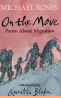 MICHAEL ROSEN
On the Move
Poems About Migration
Quentin Blake